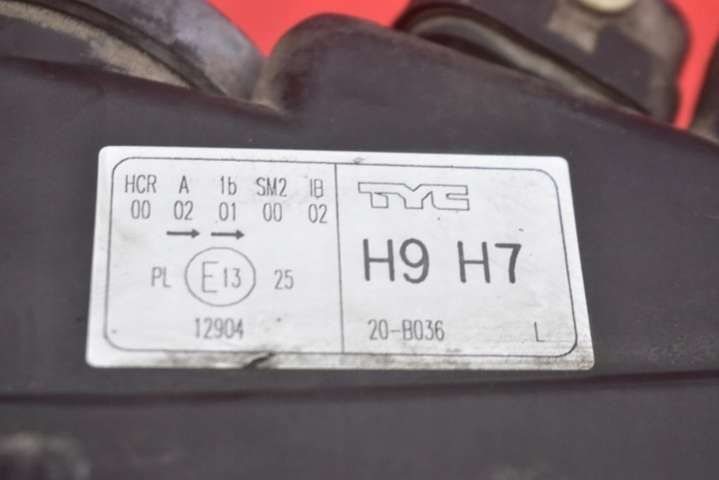 HCR A 1b SM2 IB
00 02 01 00 02
PL E13 25
12904
TYC
H9 H7
20-B036 L